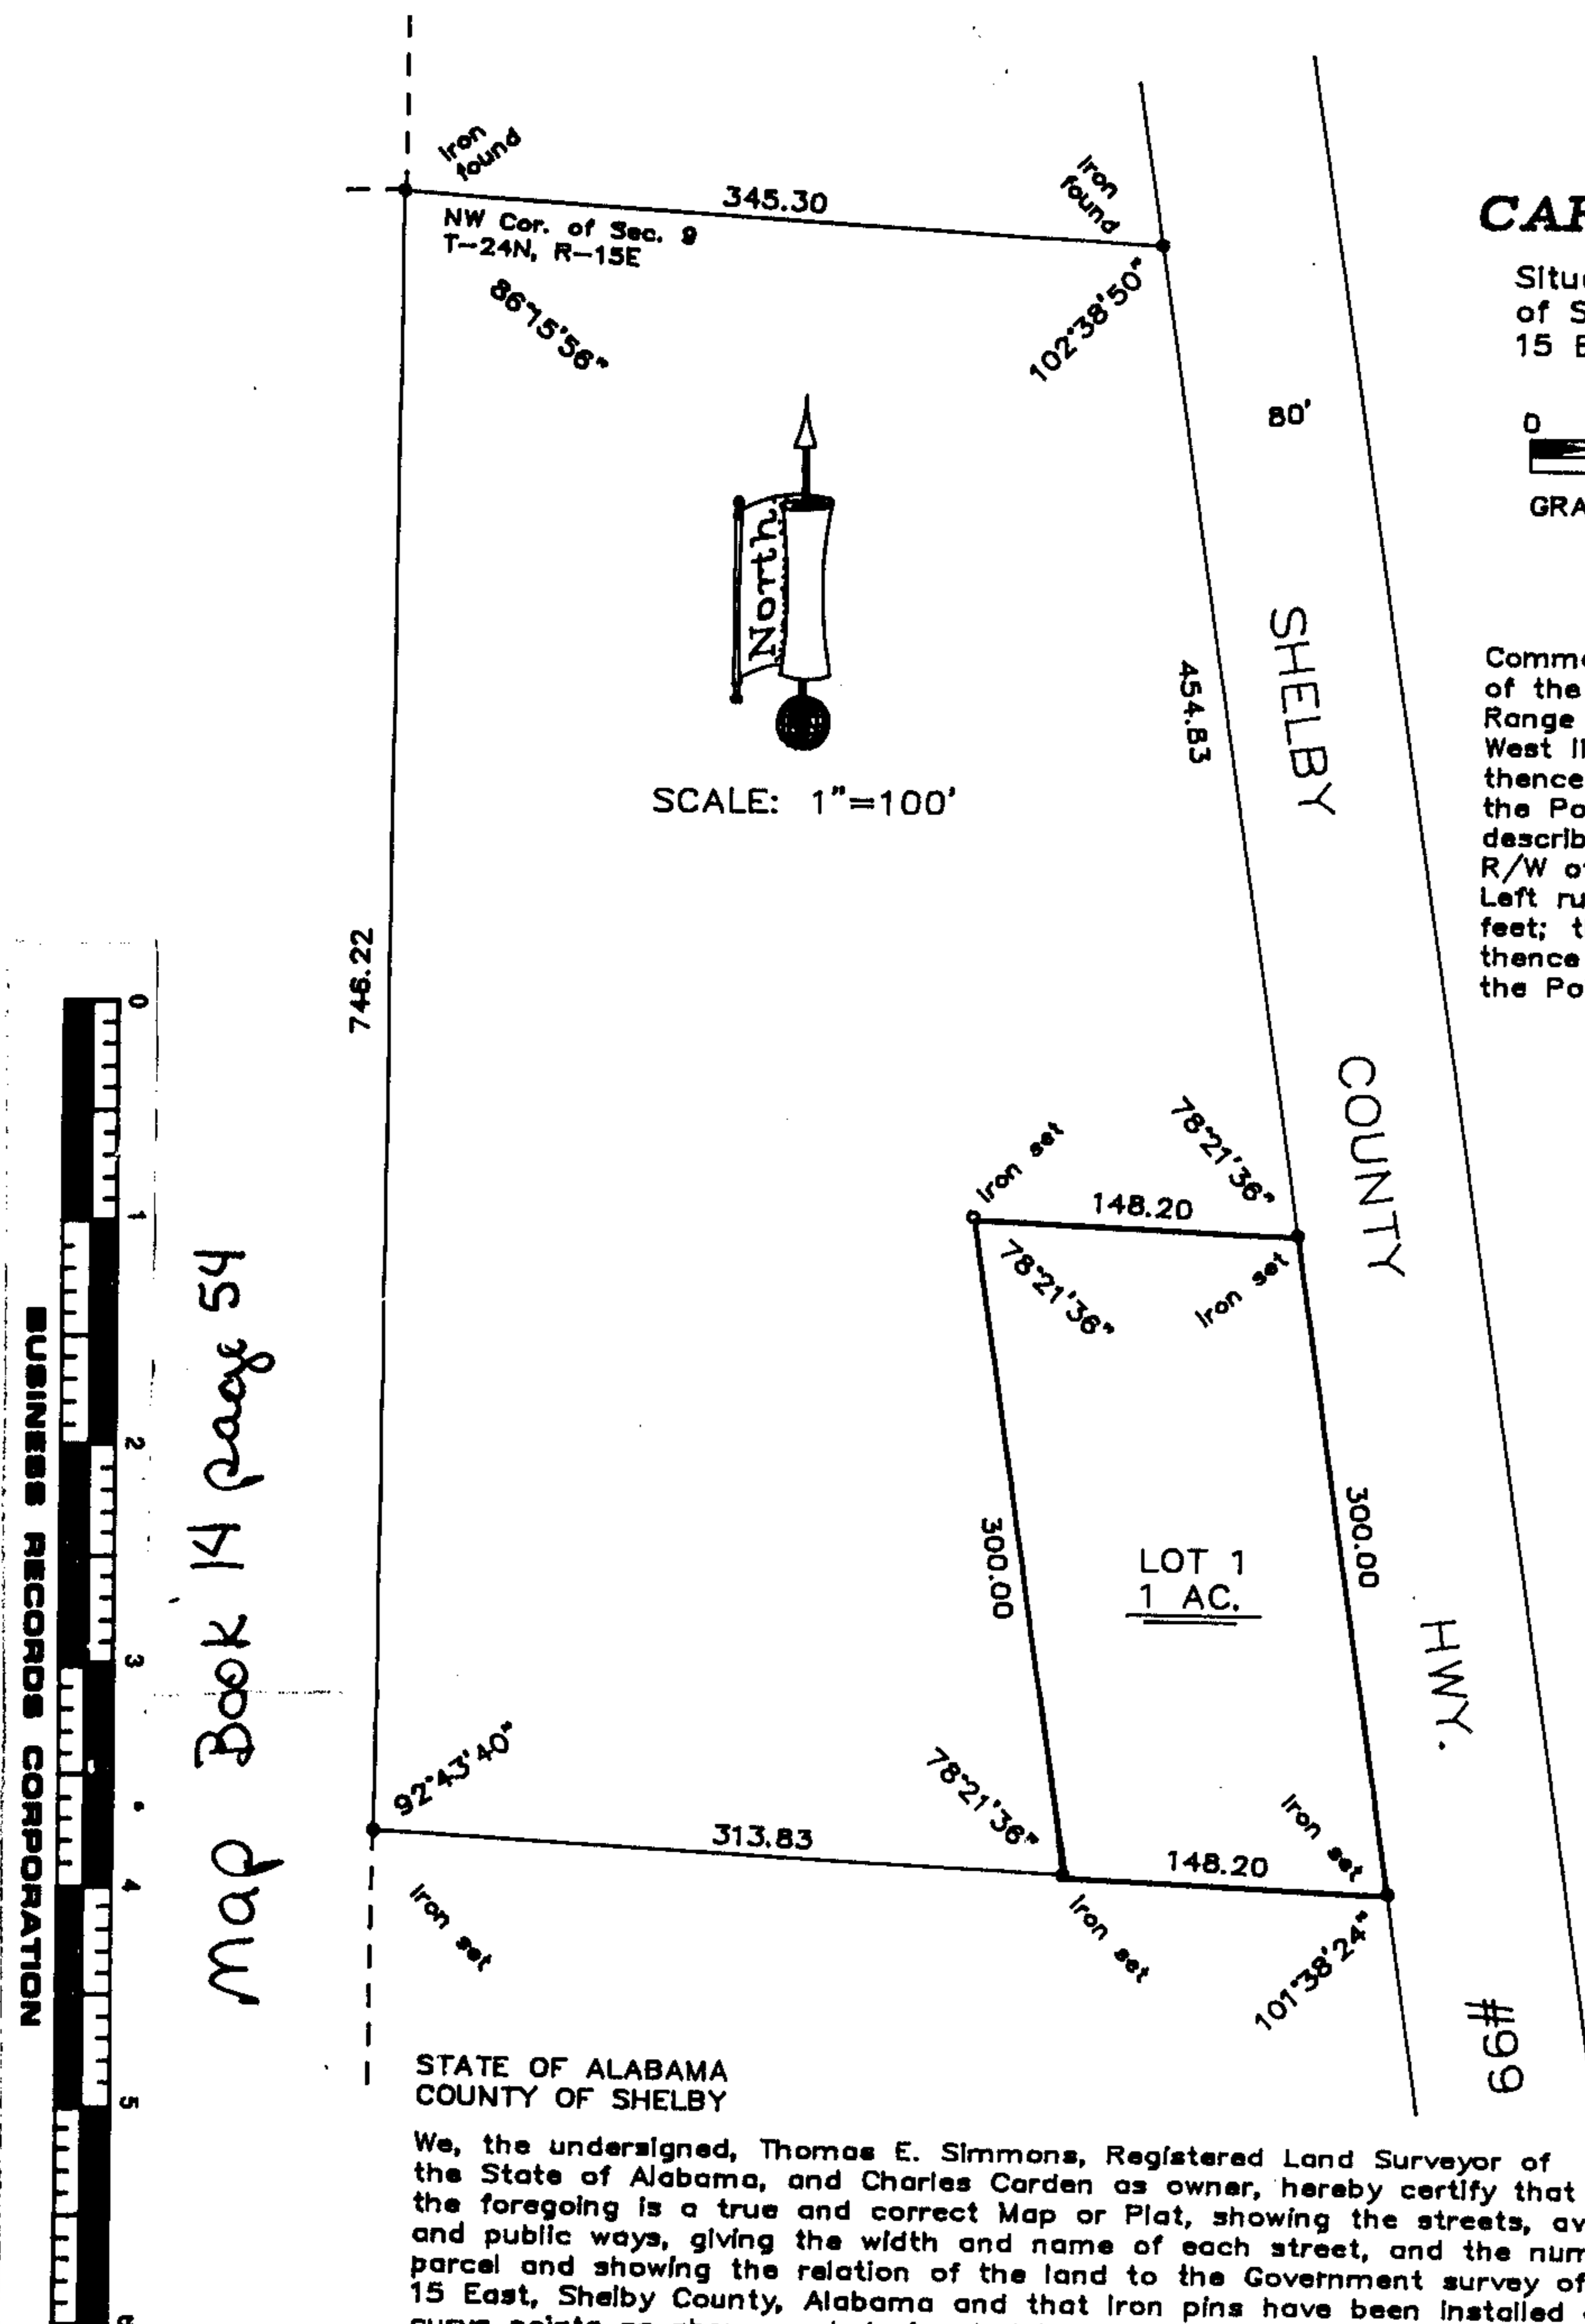 Iron
found
345.30
Iron
found
NW Cor. of Sec. 9
T-24N, R-15E
86°15'56"
102°38'50"
80'
North
SCALE: 1"=100'
454.83
SHELBY
COUNTY
HWY.
#99
746.22
Iron set
148.20
78°21'36"
78°21'36"
Iron set
300.00
300.00
LOT 1
1 AC.
92°43'40"
Iron set
313.83
78°21'36"
Iron set
148.20
Iron set
101°38'24"
CAR
Situ
of S
15 E
0
GRA
Comme
of the
Range
West li
thence
the Po
describ
R/W of
Left ru
feet; t
thence
the Po
Map Book 14 page 54
0
1
2
3
4
5
BUSINESS RECORDS CORPORATION
STATE OF ALABAMA
COUNTY OF SHELBY
We, the undersigned, Thomas E. Simmons, Registered Land Surveyor of
the State of Alabama, and Charles Carden as owner, hereby certify that
the foregoing is a true and correct Map or Plat, showing the streets, av
and public ways, giving the width and name of each street, and the num
parcel and showing the relation of the land to the Government survey of
15 East, Shelby County, Alabama and that iron pins have been installed